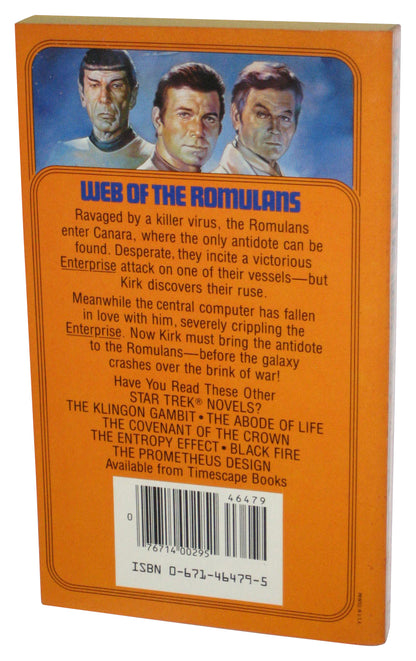 WEB OF THE ROMULANS
Ravaged by a killer virus, the Romulans
enter Canara, where the only antidote can be
found. Desperate, they incite a victorious
Enterprise attack on one of their vessels—but
Kirk discovers their ruse.
Meanwhile the central computer has fallen
in love with him, severely crippling the
Enterprise. Now Kirk must bring the antidote
to the Romulans—before the galaxy
crashes over the brink of war!
Have You Read These Other
STAR TREK® NOVELS?
THE KLINGON GAMBIT • THE ABODE OF LIFE
THE COVENANT OF THE CROWN
THE ENTROPY EFFECT • BLACK FIRE
THE PROMETHEUS DESIGN
Available from Timescape Books
46479
0
76714 00295
ISBN 0-671-46479-5